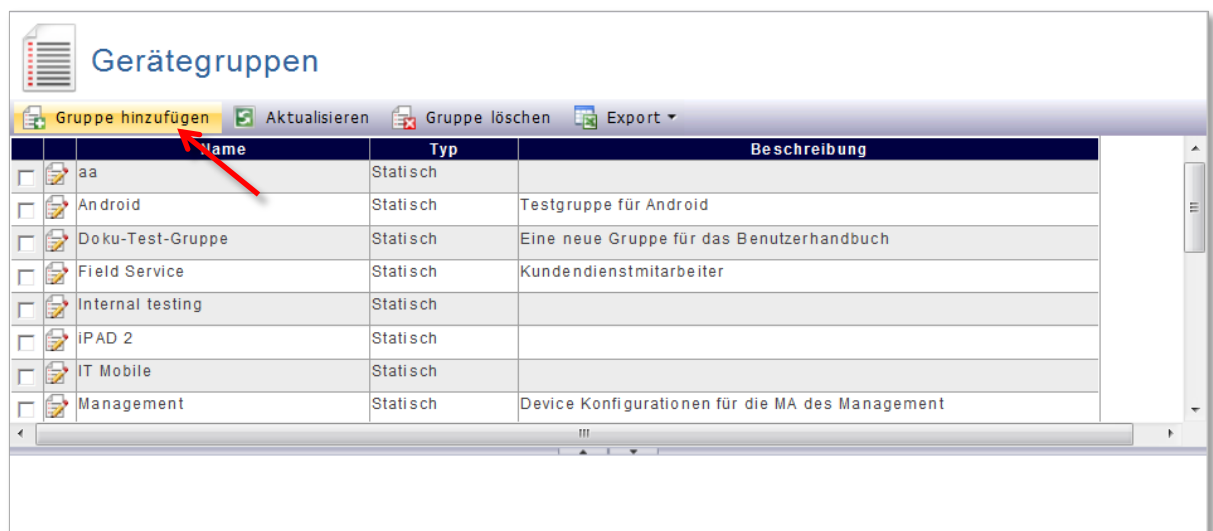 Gerätegruppen
Gruppe hinzufügen Aktualisieren Gruppe löschen Export
Name Typ Beschreibung
aa Statisch
Android Statisch Testgruppe für Android
Doku-Test-Gruppe Statisch Eine neue Gruppe für das Benutzerhandbuch
Field Service Statisch Kundendienstmitarbeiter
Internal testing Statisch
iPAD 2 Statisch
IT Mobile Statisch
Management Statisch Device Konfigurationen für die MA des Management